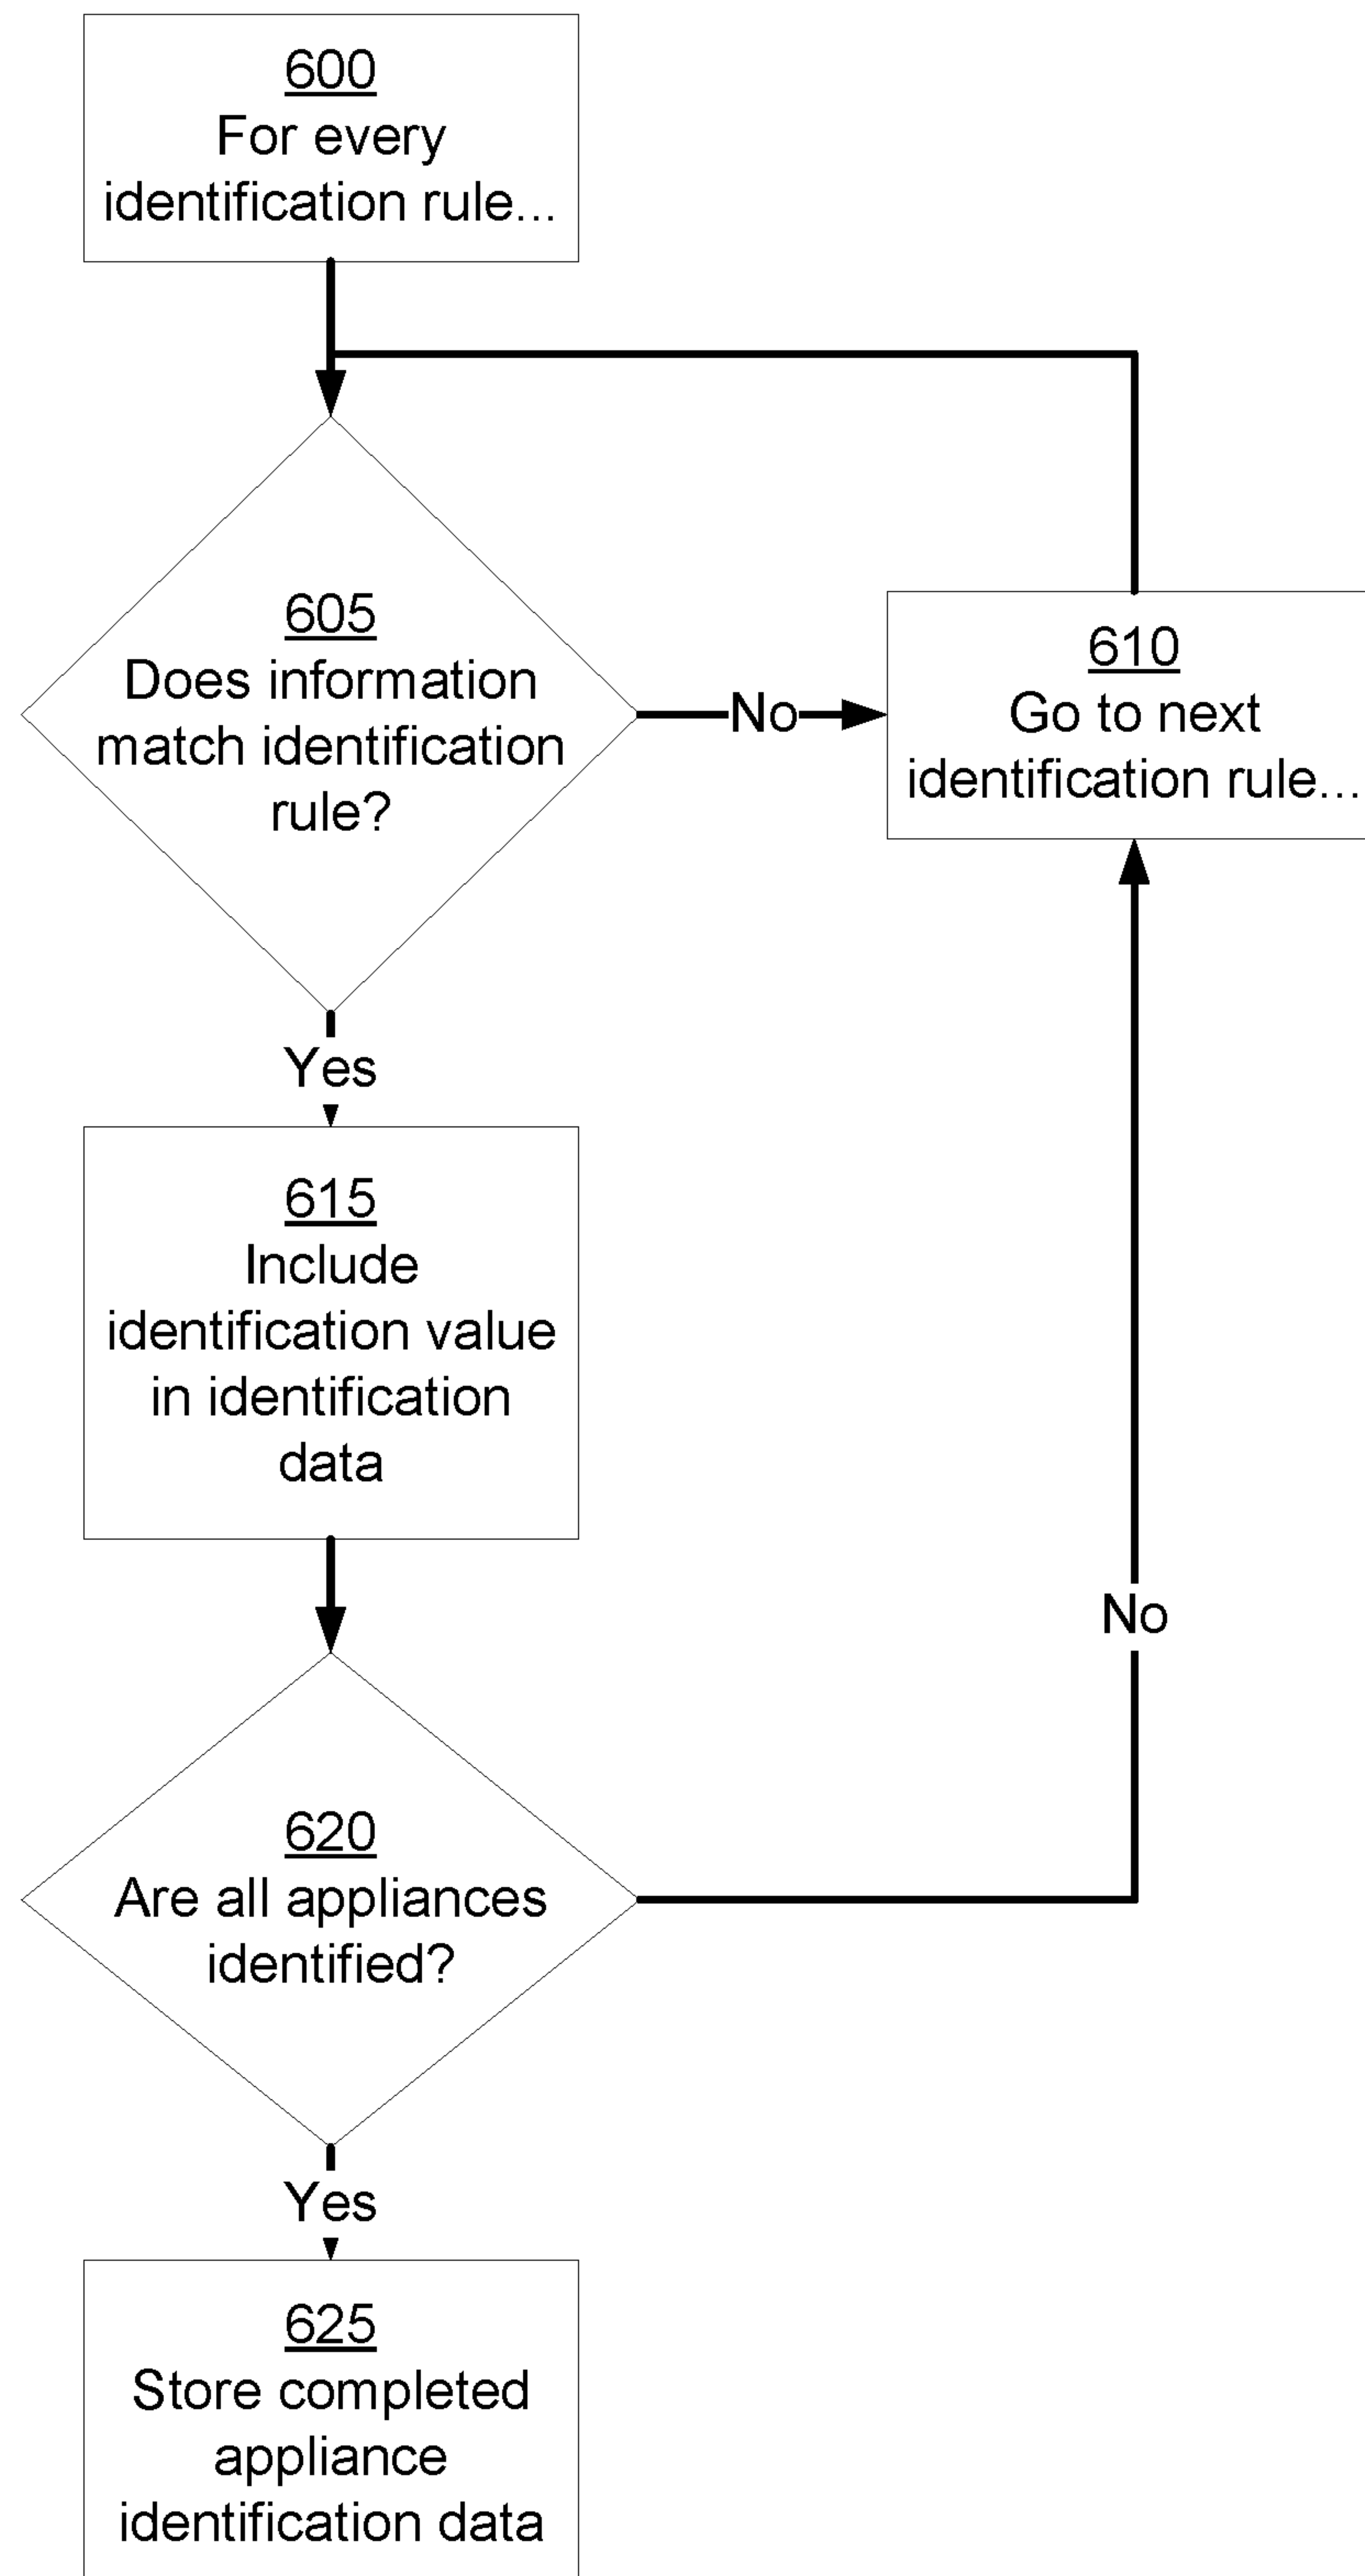 600
For every
identification rule...
605
Does information
match identification
rule?
No
610
Go to next
identification rule...
Yes
615
Include
identification value
in identification
data
No
620
Are all appliances
identified?
Yes
625
Store completed
appliance
identification data